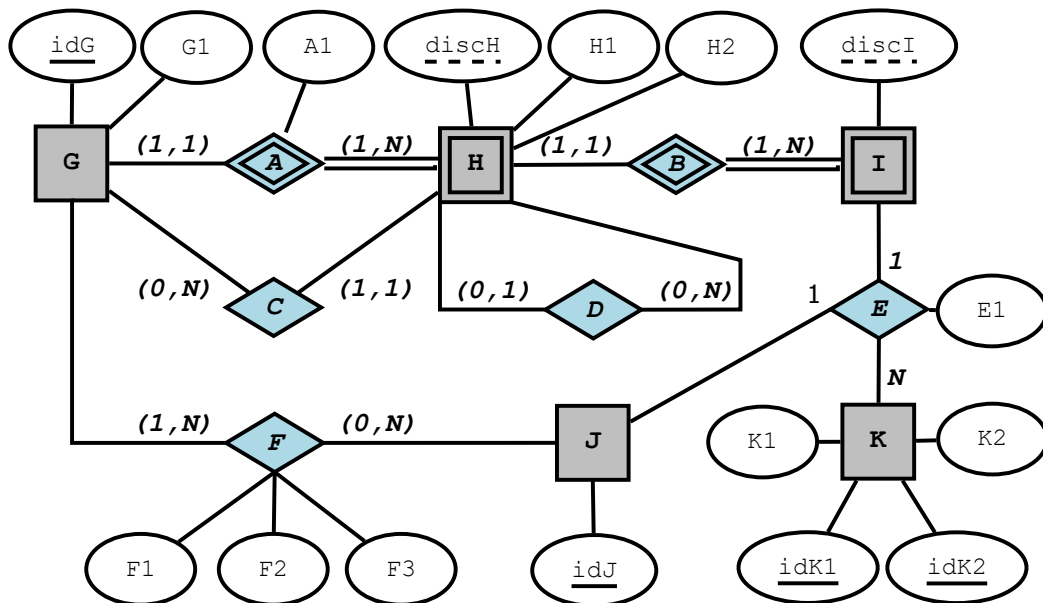 idG G1 A1 discH H1 H2 discI
G (1,1) A (1,N) H (1,1) B (1,N) I
(0,N) C (1,1) (0,1) D (0,N) 1 1 E E1
N
(1,N) F (0,N) J K1 K K2
F1 F2 F3 idJ idK1 idK2